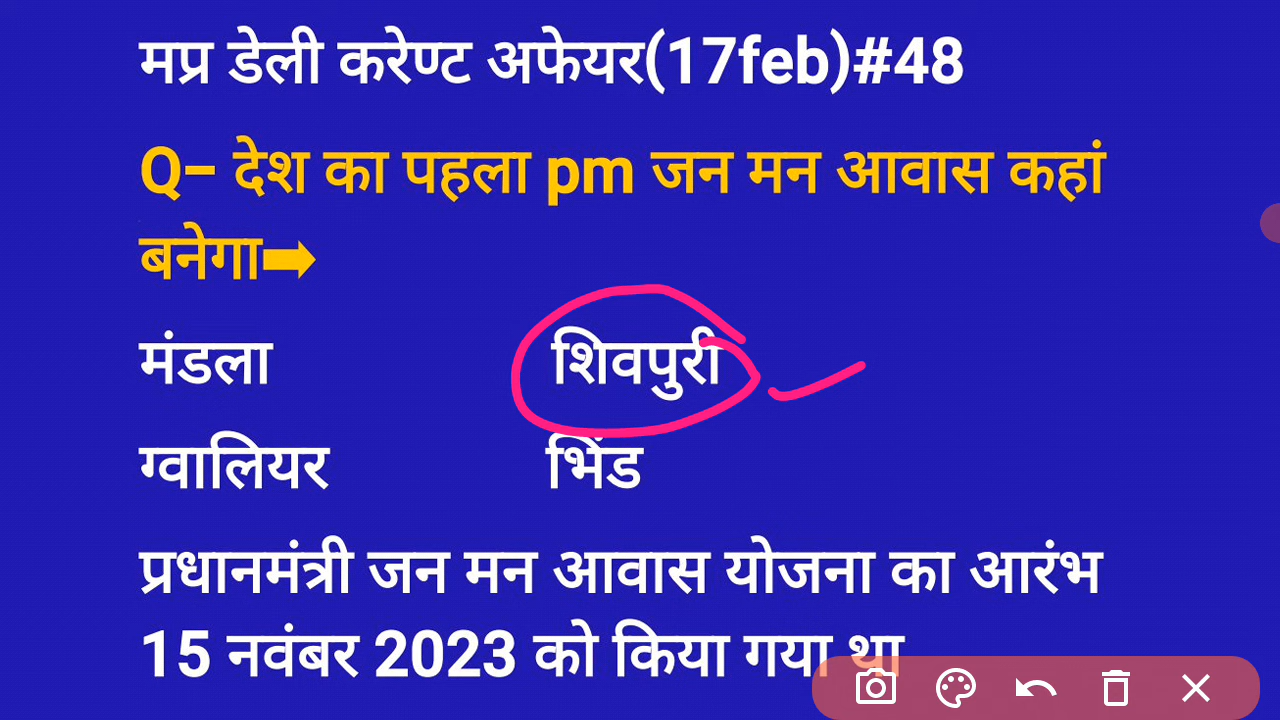 मप्र डेली करेण्ट अफेयर(17feb)#48
Q– देश का पहला pm जन मन आवास कहां
बनेगा➡
मंडला शिवपुरी
ग्वालियर भिंड
प्रधानमंत्री जन मन आवास योजना का आरंभ
15 नवंबर 2023 को किया गया था